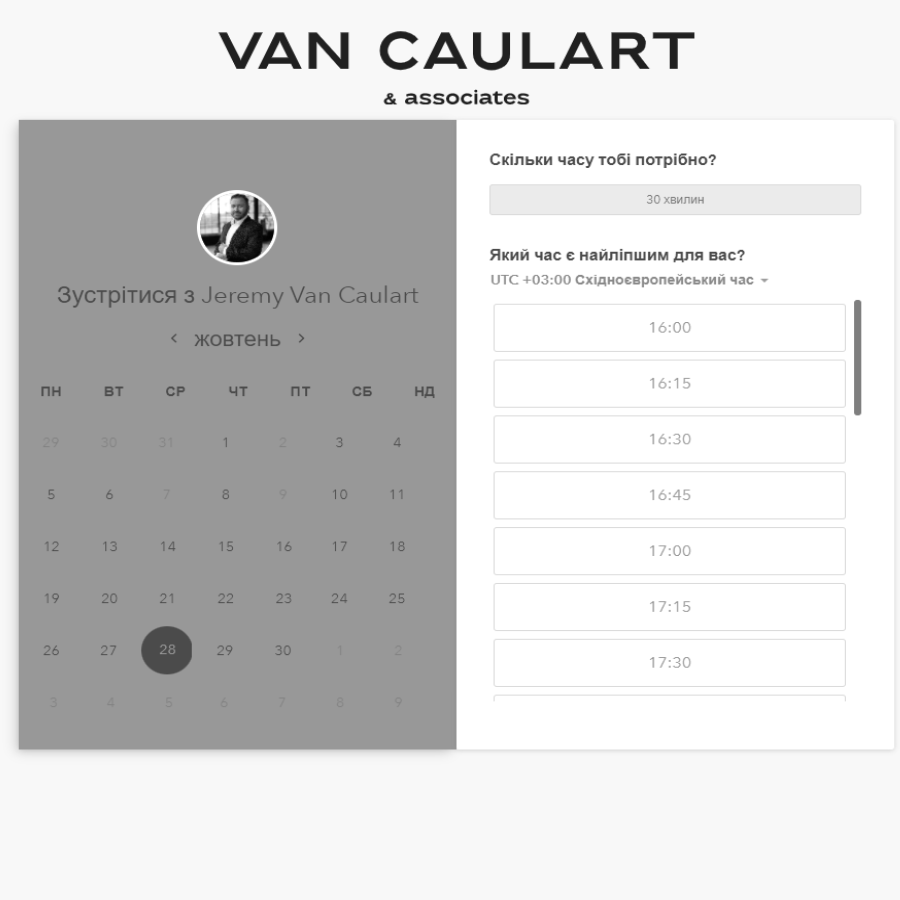 VAN CAULART
& associates
Зустрітися з Jeremy Van Caulart
жовтень
ПН ВТ СР ЧТ ПТ СБ НД
29 30 31 1 2 3 4
5 6 7 8 9 10 11
12 13 14 15 16 17 18
19 20 21 22 23 24 25
26 27 28 29 30 1 2
3 4 5 6 7 8 9
Скільки часу тобі потрібно?
30 хвилин
Який час є найліпшим для вас?
UTC +03:00 Східноєвропейський час
16:00
16:15
16:30
16:45
17:00
17:15
17:30